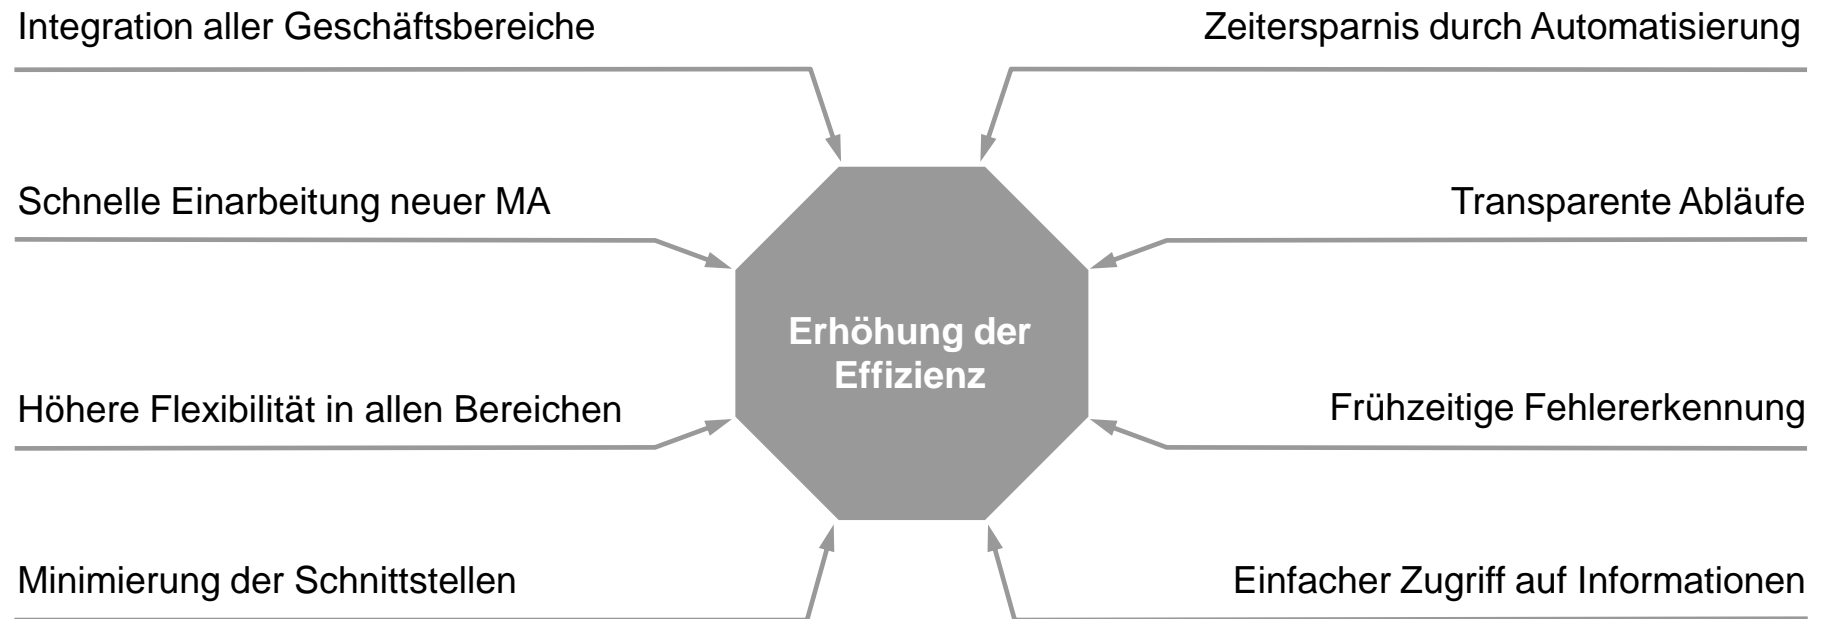 Integration aller Geschäftsbereiche
Zeitersparnis durch Automatisierung
Schnelle Einarbeitung neuer MA
Transparente Abläufe
Erhöhung der
Effizienz
Höhere Flexibilität in allen Bereichen
Frühzeitige Fehlererkennung
Minimierung der Schnittstellen
Einfacher Zugriff auf Informationen